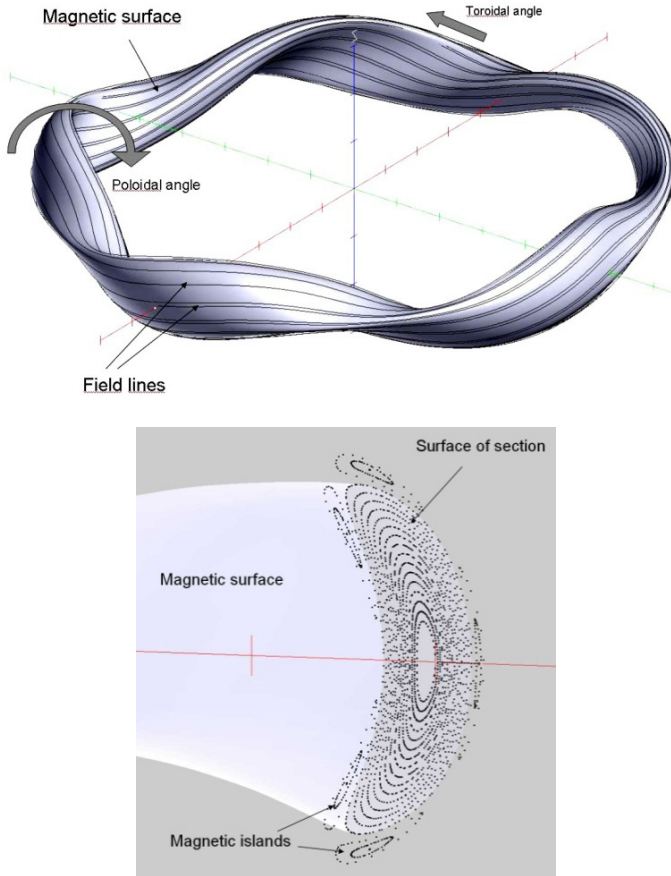 Magnetic surface
Toroidal angle
Poloidal angle
Field lines
Surface of section
Magnetic surface
Magnetic islands